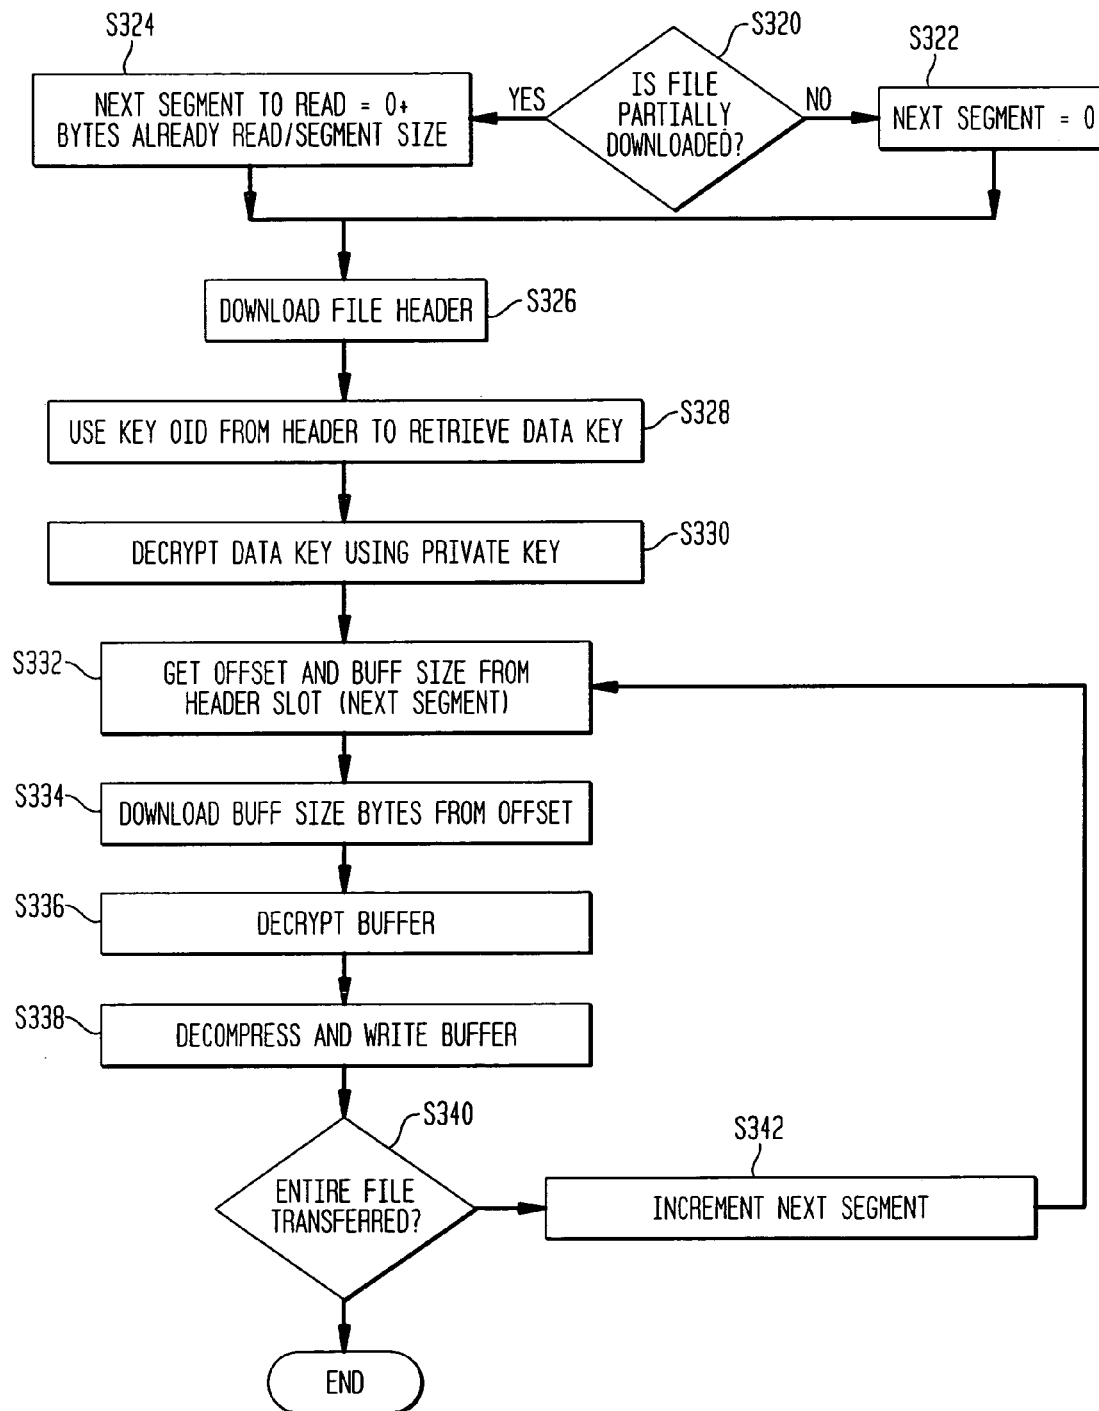 S324
NEXT SEGMENT TO READ = 0+
BYTES ALREADY READ/SEGMENT SIZE
YES
S320
IS FILE
PARTIALLY
DOWNLOADED?
NO
S322
NEXT SEGMENT = 0
DOWNLOAD FILE HEADER
S326
USE KEY OID FROM HEADER TO RETRIEVE DATA KEY
S328
DECRYPT DATA KEY USING PRIVATE KEY
S330
S332
GET OFFSET AND BUFF SIZE FROM
HEADER SLOT (NEXT SEGMENT)
S334
DOWNLOAD BUFF SIZE BYTES FROM OFFSET
S336
DECRYPT BUFFER
S338
DECOMPRESS AND WRITE BUFFER
S340
ENTIRE FILE
TRANSFERRED?
S342
INCREMENT NEXT SEGMENT
END